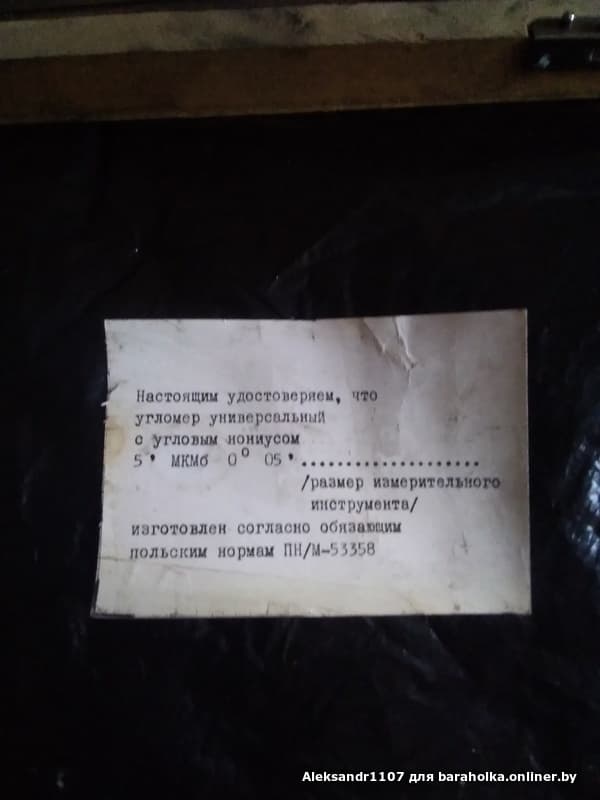 Настоящим удостоверяем, что
угломер универсальный
с угловым нониусом
5' МКМб 0° 05'....................
/размер измерительного
инструмента/
изготовлен согласно обязающим
польским нормам ПН/М-53358
Aleksandr1107 для baraholka.onliner.by